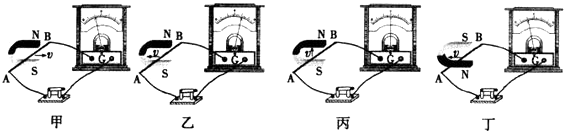 N B v S A G 甲
N B v S A G 乙
N B v S A G 丙
S B v N A G 丁